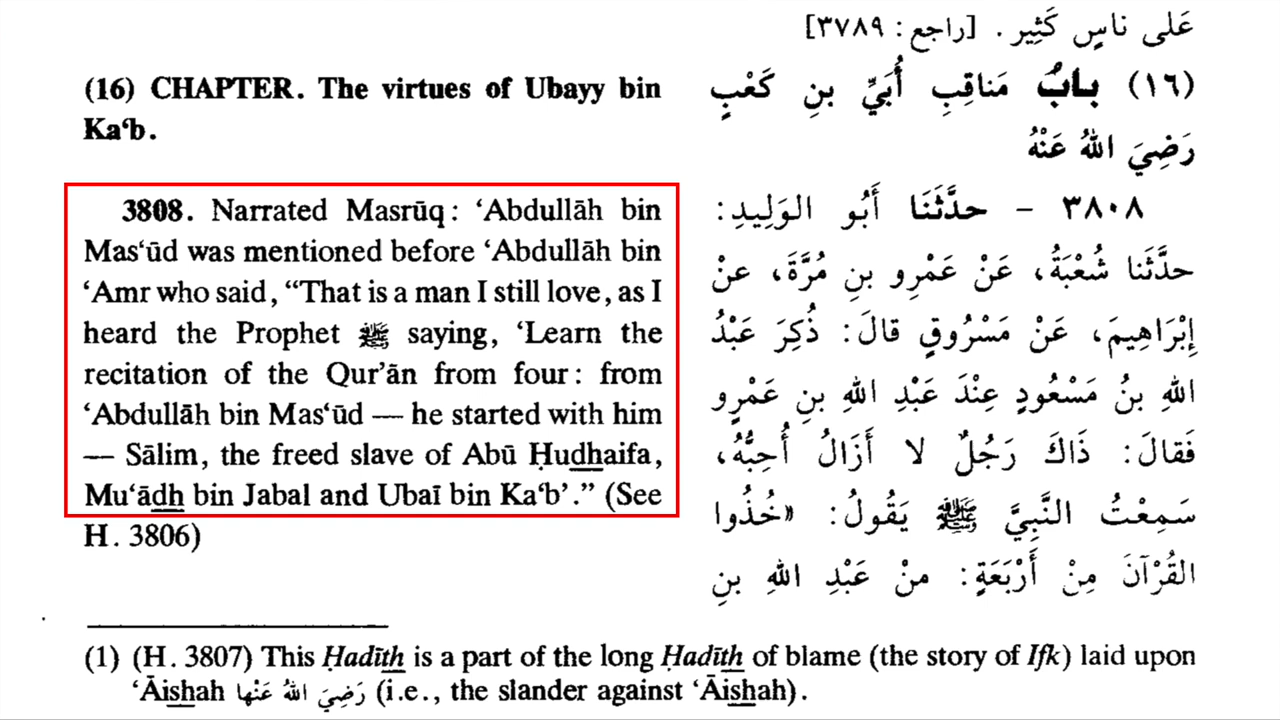 (16) CHAPTER. The virtues of Ubayy bin
Ka‘b.
3808. Narrated Masrūq: ‘Abdullāh bin
Mas‘ūd was mentioned before ‘Abdullāh bin
‘Amr who said, “That is a man I still love, as I
heard the Prophet ﷺ saying, ‘Learn the
recitation of the Qur’ān from four: from
‘Abdullāh bin Mas‘ūd — he started with him
— Sālim, the freed slave of Abū Ḥudhaifa,
Mu‘ādh bin Jabal and Ubaī bin Ka‘b’.” (See
H. 3806)
عَلى ناسٍ كَثِيرٍ. [راجع: ٣٧٨٩]
(١٦) بابُ مَناقِبِ أُبَيِّ بنِ كَعْبٍ
رَضِيَ اللهُ عَنْهُ
٣٨٠٨ - حدَّثَنَا أَبُو الوَلِيدِ:
حدَّثَنا شُعْبَةُ، عَنْ عَمْرِو بنِ مُرَّةَ، عنْ
إِبْرَاهِيمَ، عَنْ مَسْرُوقٍ قالَ: ذُكِرَ عَبْدُ
اللهِ بنُ مَسْعُودٍ عِنْدَ عَبْدِ اللهِ بنِ عَمْرٍو
فَقالَ: ذَاكَ رَجُلٌ لا أَزَالُ أُحِبُّهُ،
سَمِعْتُ النَّبِيَّ ﷺ يَقُولُ: «خُذُوا
القُرْآنَ مِنْ أَرْبَعَةٍ: منْ عَبْدِ اللهِ بنِ
(1) (H. 3807) This Ḥadīth is a part of the long Ḥadīth of blame (the story of Ifk) laid upon
‘Āishah رَضِيَ اللهُ عَنْها (i.e., the slander against ‘Āishah).